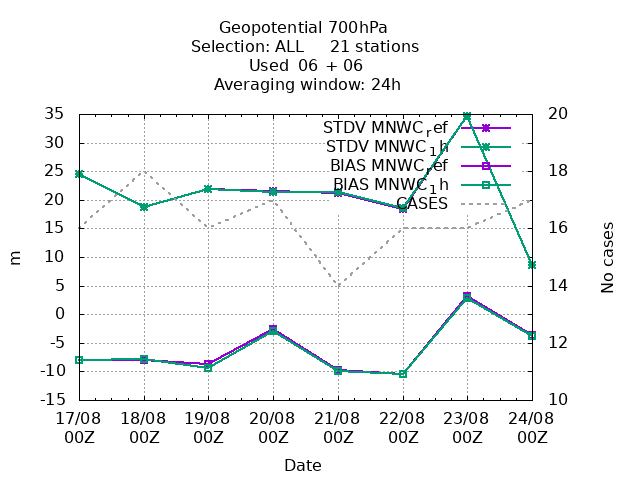 Geopotential 700hPa
Selection: ALL 21 stations
Used 06 + 06
Averaging window: 24h
35
30
25
20
15
10
5
0
-5
-10
-15
20
18
16
14
12
10
STDV MNWC_ref
STDV MNWC_1h
BIAS MNWC_ref
BIAS MNWC_1h
CASES
m
No cases
17/08 18/08 19/08 20/08 21/08 22/08 23/08 24/08
00Z 00Z 00Z 00Z 00Z 00Z 00Z 00Z
Date